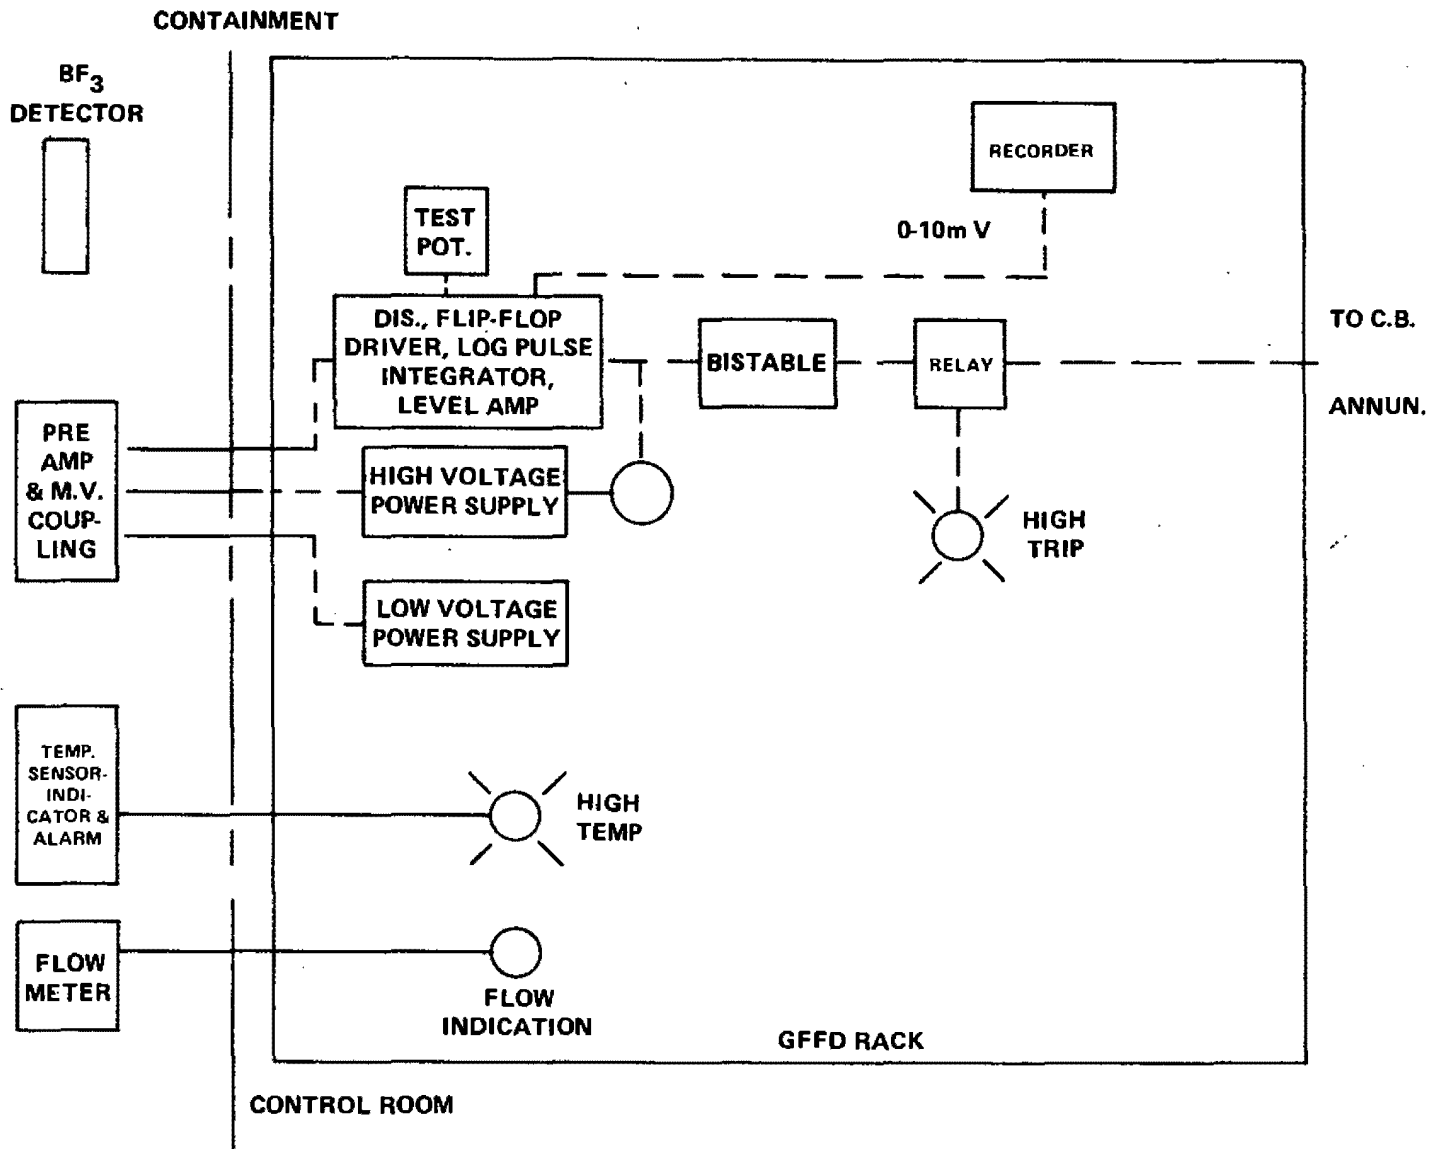 CONTAINMENT
BF3
DETECTOR
RECORDER
TEST
POT.
0-10m V
DIS., FLIP-FLOP
DRIVER, LOG PULSE
INTEGRATOR,
LEVEL AMP
BISTABLE
RELAY
TO C.B.
ANNUN.
PRE
AMP
& M.V.
COUP-
LING
HIGH VOLTAGE
POWER SUPPLY
HIGH
TRIP
LOW VOLTAGE
POWER SUPPLY
TEMP.
SENSOR-
INDI-
CATOR &
ALARM
HIGH
TEMP
FLOW
METER
FLOW
INDICATION
GFFD RACK
CONTROL ROOM